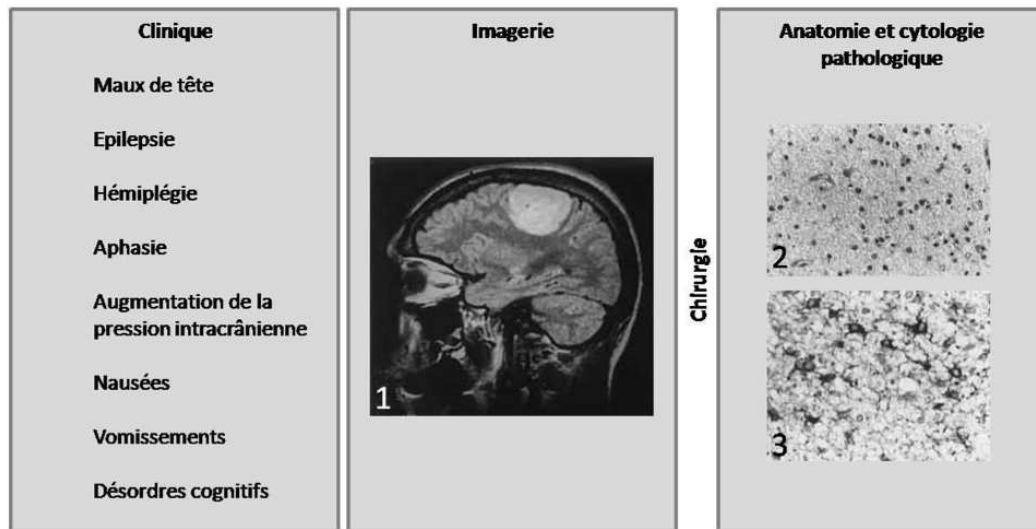 Clinique
Maux de tête
Epilepsie
Hémiplégie
Aphasie
Augmentation de la
pression intracrânienne
Nausées
Vomissements
Désordres cognitifs
Imagerie
1
Chirurgie
Anatomie et cytologie
pathologique
2
3